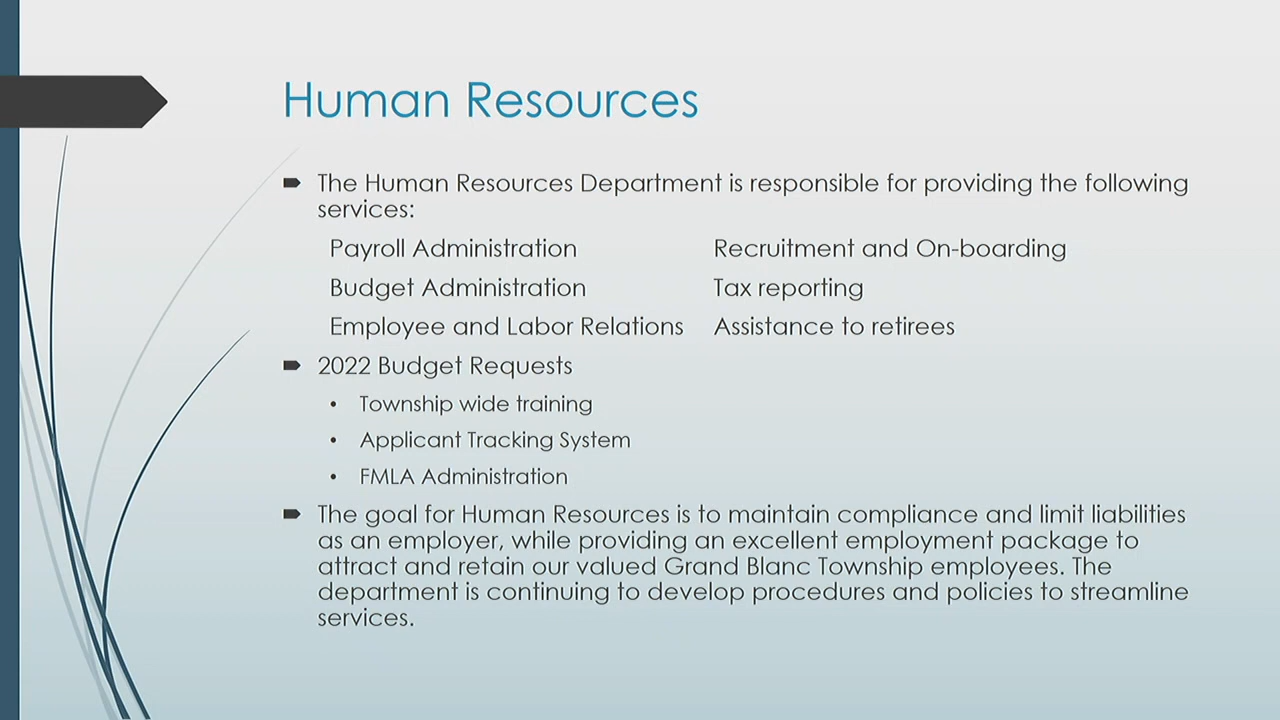 Human Resources
The Human Resources Department is responsible for providing the following
services:
Payroll Administration Recruitment and On-boarding
Budget Administration Tax reporting
Employee and Labor Relations Assistance to retirees
2022 Budget Requests
• Township wide training
• Applicant Tracking System
• FMLA Administration
The goal for Human Resources is to maintain compliance and limit liabilities
as an employer, while providing an excellent employment package to
attract and retain our valued Grand Blanc Township employees. The
department is continuing to develop procedures and policies to streamline
services.